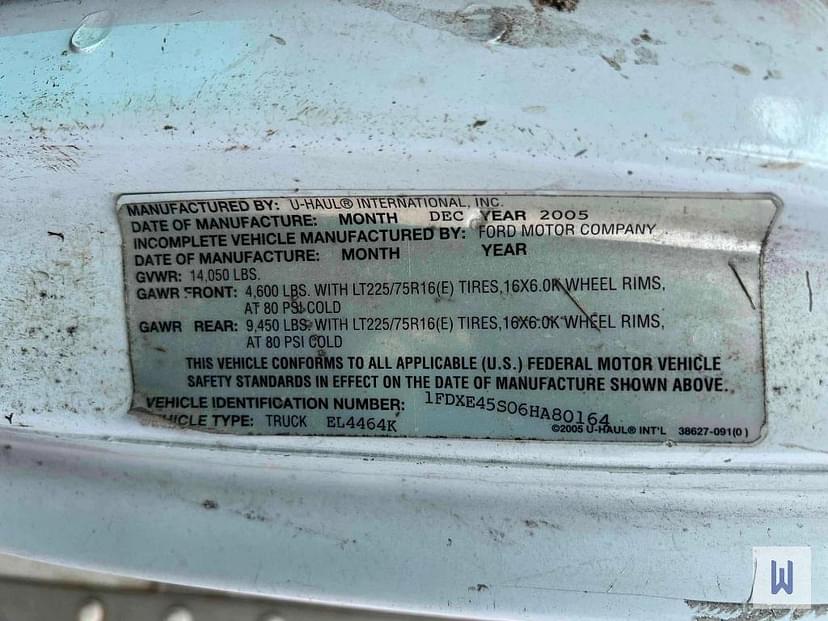 MANUFACTURED BY: U-HAUL® INTERNATIONAL, INC.
DATE OF MANUFACTURE: MONTH DEC YEAR 2005
INCOMPLETE VEHICLE MANUFACTURED BY: FORD MOTOR COMPANY
DATE OF MANUFACTURE: MONTH YEAR
GVWR: 14,050 LBS.
GAWR FRONT: 4,600 LBS. WITH LT225/75R16(E) TIRES,16X6.0K WHEEL RIMS,
AT 80 PSI COLD
GAWR REAR: 9,450 LBS. WITH LT225/75R16(E) TIRES,16X6.0K WHEEL RIMS,
AT 80 PSI COLD
THIS VEHICLE CONFORMS TO ALL APPLICABLE (U.S.) FEDERAL MOTOR VEHICLE
SAFETY STANDARDS IN EFFECT ON THE DATE OF MANUFACTURE SHOWN ABOVE.
VEHICLE IDENTIFICATION NUMBER: 1FDXE45S06HA80164
VEHICLE TYPE: TRUCK EL4464K
©2005 U-HAUL® INT'L 38627-091(0)
W